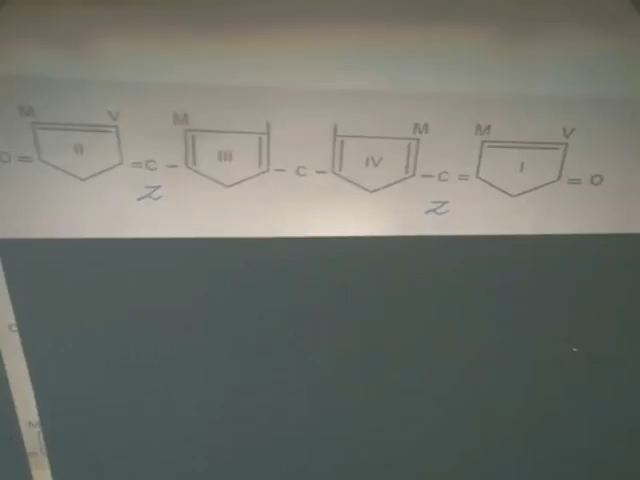 M V M M M V
O = II = C - III - C - IV - C = I = O
Z Z